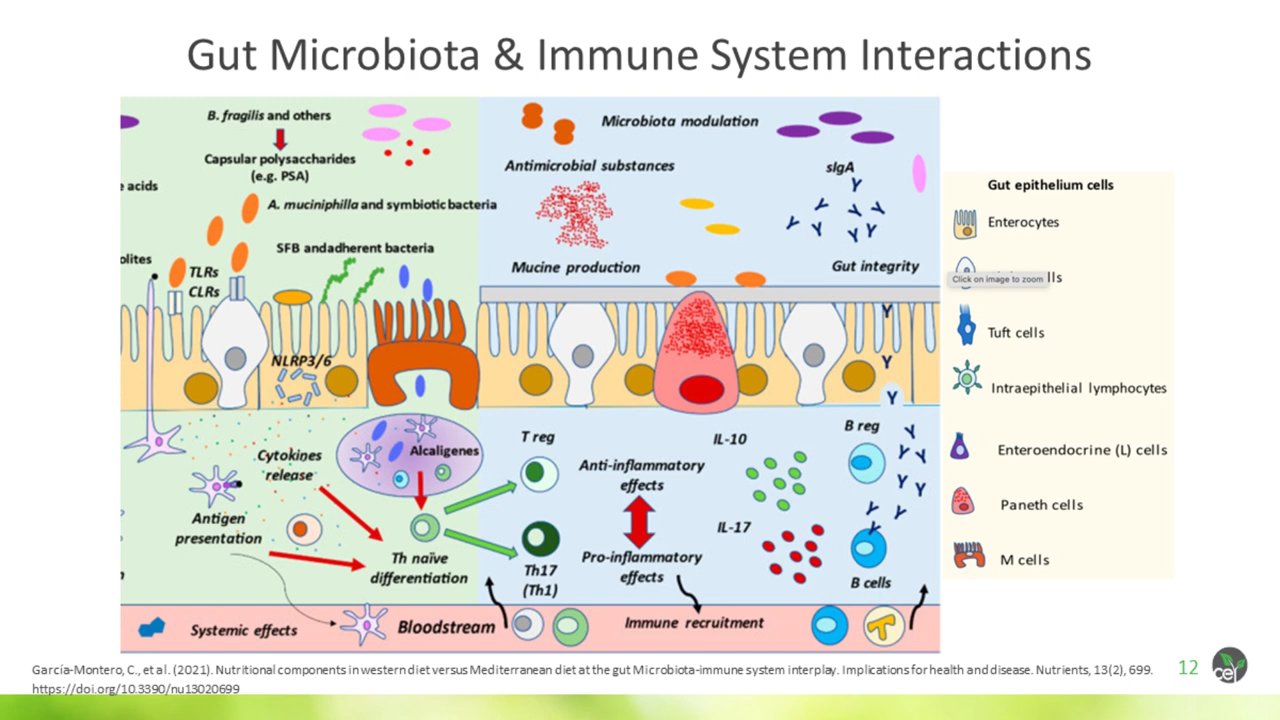 Gut Microbiota & Immune System Interactions
B. fragilis and others
Capsular polysaccharides
(e.g. PSA)
acids
A. muciniphilla and symbiotic bacteria
SFB andadherent bacteria
olites
TLRs
CLRs
NLRP3/6
Cytokines
release
Alcaligenes
Antigen
presentation
Th naïve
differentiation
Systemic effects
Bloodstream
Microbiota modulation
Antimicrobial substances
sIgA
Mucine production
Gut integrity
T reg
IL-10
B reg
Anti-inflammatory
effects
IL-17
Pro-inflammatory
effects
Th17
(Th1)
B cells
Immune recruitment
Gut epithelium cells
Enterocytes
Click on image to zoom
lls
Tuft cells
Intraepithelial lymphocytes
Enteroendocrine (L) cells
Paneth cells
M cells
García-Montero, C., et al. (2021). Nutritional components in western diet versus Mediterranean diet at the gut Microbiota-immune system interplay. Implications for health and disease. Nutrients, 13(2), 699.
https://doi.org/10.3390/nu13020699
12
cei